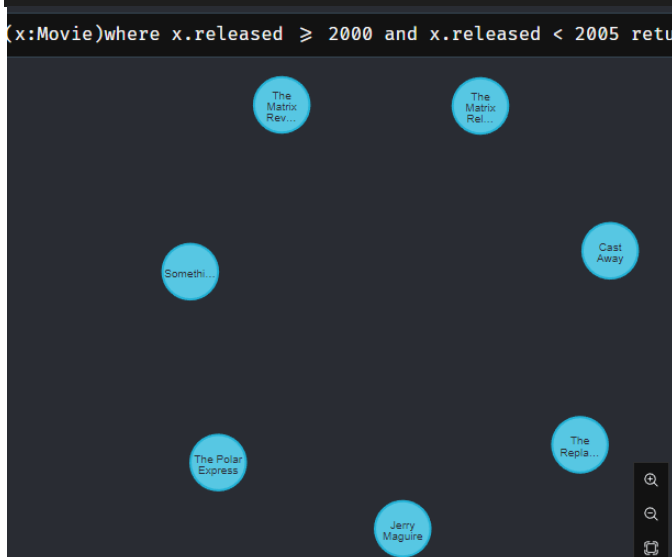 (x:Movie)where x.released >= 2000 and x.released < 2005 retu
The
Matrix
Rev...
The
Matrix
Rel...
Cast
Away
Somethi...
The
Repla...
The Polar
Express
Jerry
Maguire